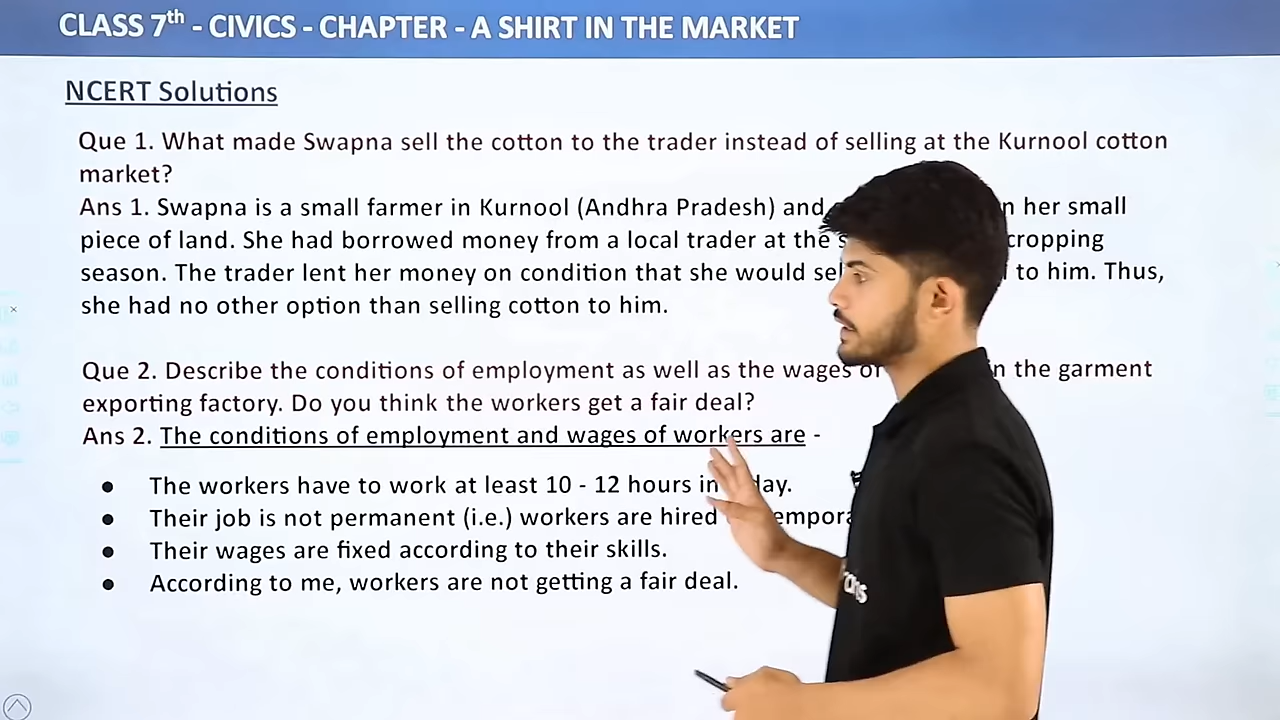 CLASS 7th - CIVICS - CHAPTER - A SHIRT IN THE MARKET
NCERT Solutions
Que 1. What made Swapna sell the cotton to the trader instead of selling at the Kurnool cotton
market?
Ans 1. Swapna is a small farmer in Kurnool (Andhra Pradesh) and her small
piece of land. She had borrowed money from a local trader at the cropping
season. The trader lent her money on condition that she would to him. Thus,
she had no other option than selling cotton to him.
Que 2. Describe the conditions of employment as well as the wages of the garment
exporting factory. Do you think the workers get a fair deal?
Ans 2. The conditions of employment and wages of workers are -
● The workers have to work at least 10 - 12 hours in day.
● Their job is not permanent (i.e.) workers are hired
● Their wages are fixed according to their skills.
● According to me, workers are not getting a fair deal.